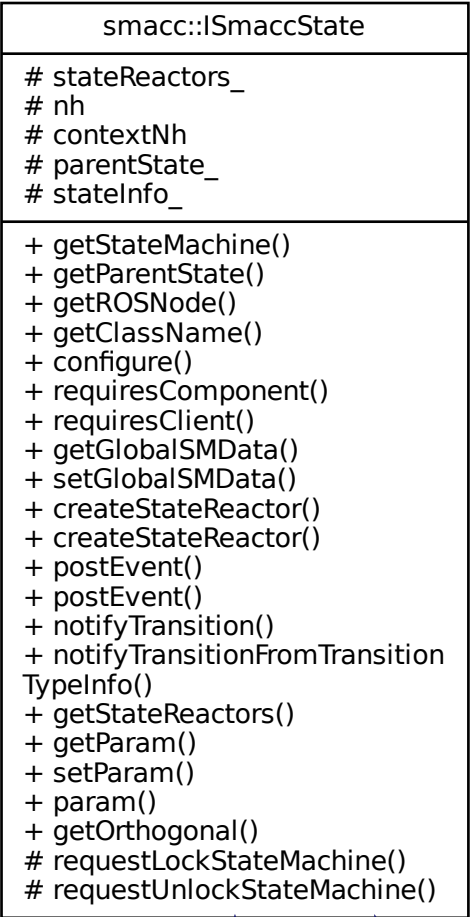 smacc::ISmaccState
# stateReactors_
# nh
# contextNh
# parentState_
# stateInfo_
+ getStateMachine()
+ getParentState()
+ getROSNode()
+ getClassName()
+ configure()
+ requiresComponent()
+ requiresClient()
+ getGlobalSMData()
+ setGlobalSMData()
+ createStateReactor()
+ createStateReactor()
+ postEvent()
+ postEvent()
+ notifyTransition()
+ notifyTransitionFromTransition
TypeInfo()
+ getStateReactors()
+ getParam()
+ setParam()
+ param()
+ getOrthogonal()
# requestLockStateMachine()
# requestUnlockStateMachine()